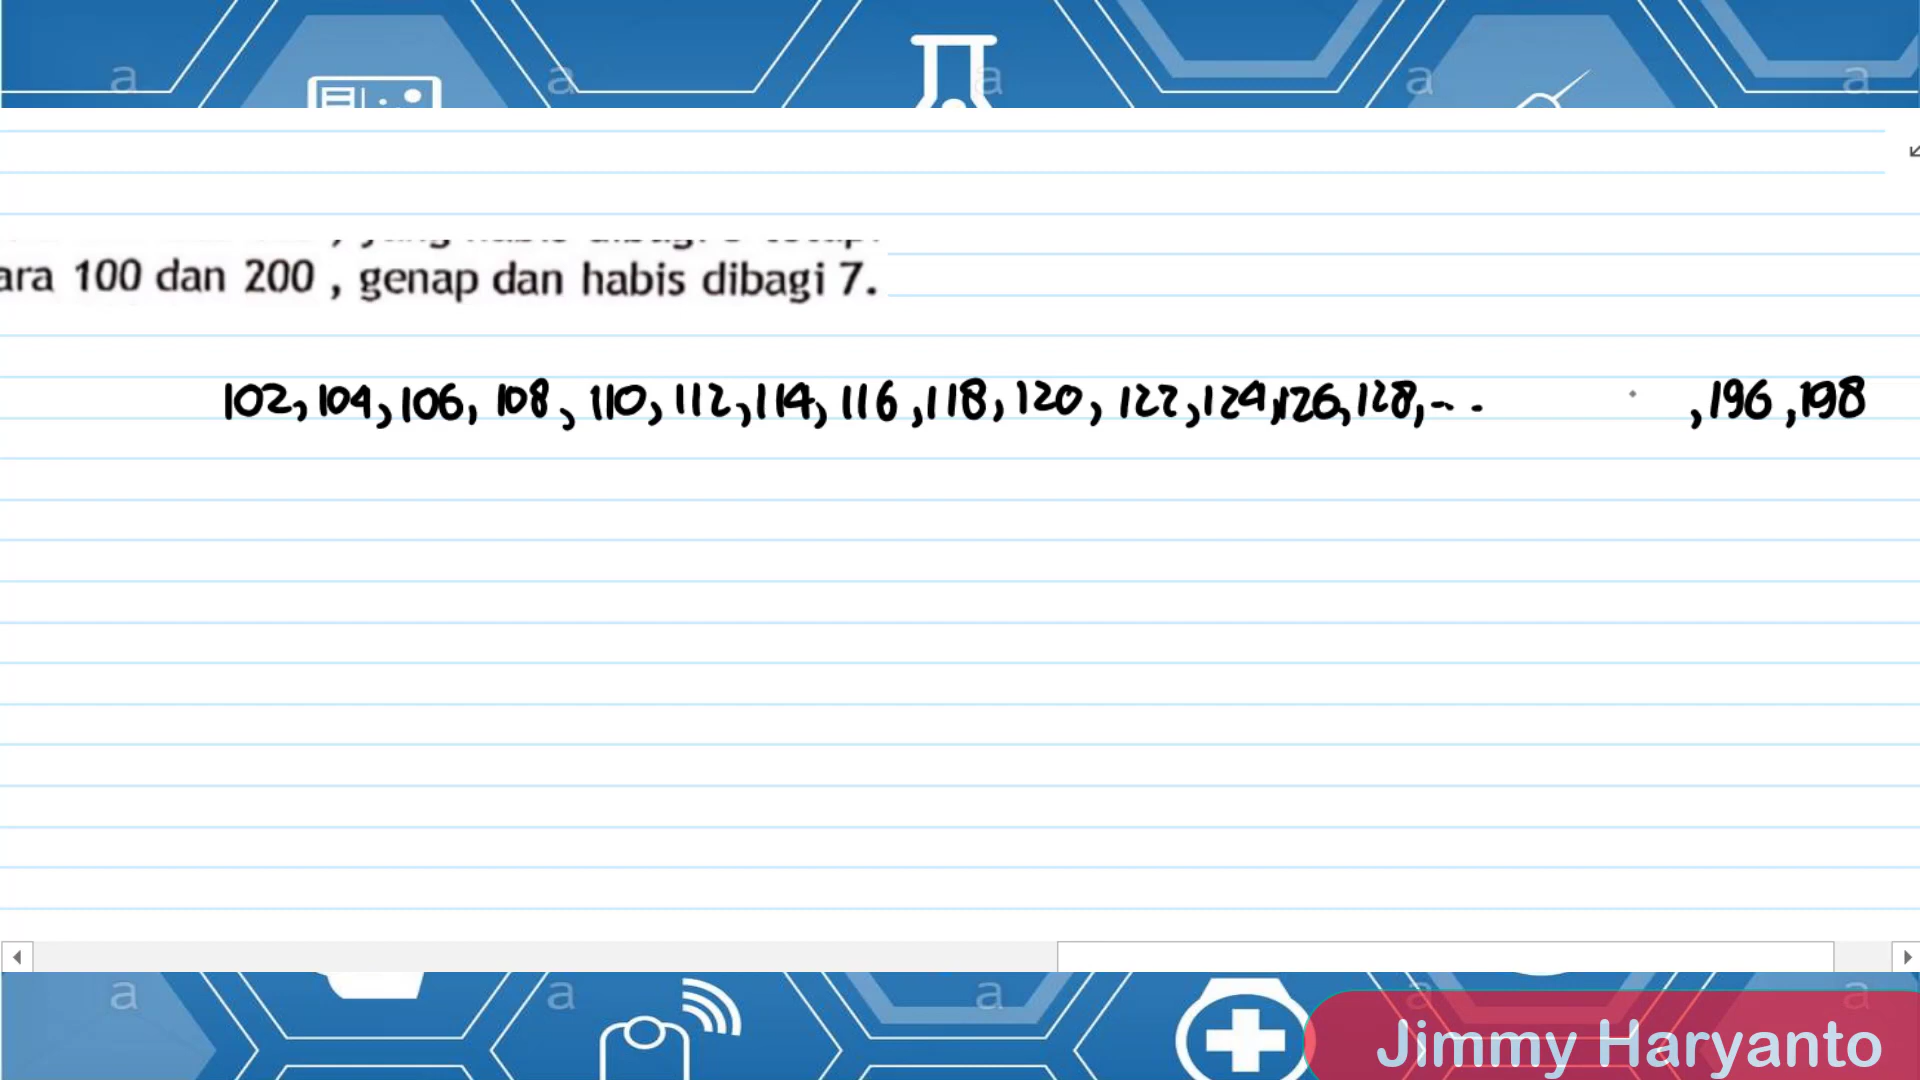 a a a a a
ara 100 dan 200 , genap dan habis dibagi 7.
102, 104, 106, 108, 110, 112, 114, 116, 118, 120, 122, 124, 126, 128, ... , 196, 198
a a a a a
Jimmy Haryanto